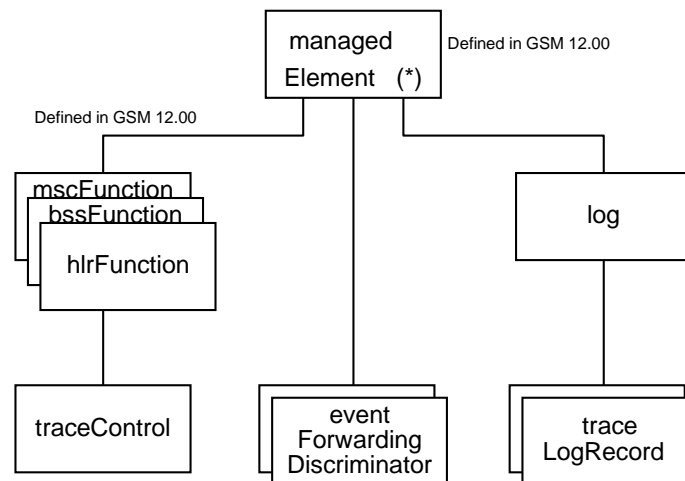 managed
Element (*)
Defined in GSM 12.00
Defined in GSM 12.00
mscFunction
bssFunction
hlrFunction
log
traceControl
event
Forwarding
Discriminator
trace
LogRecord